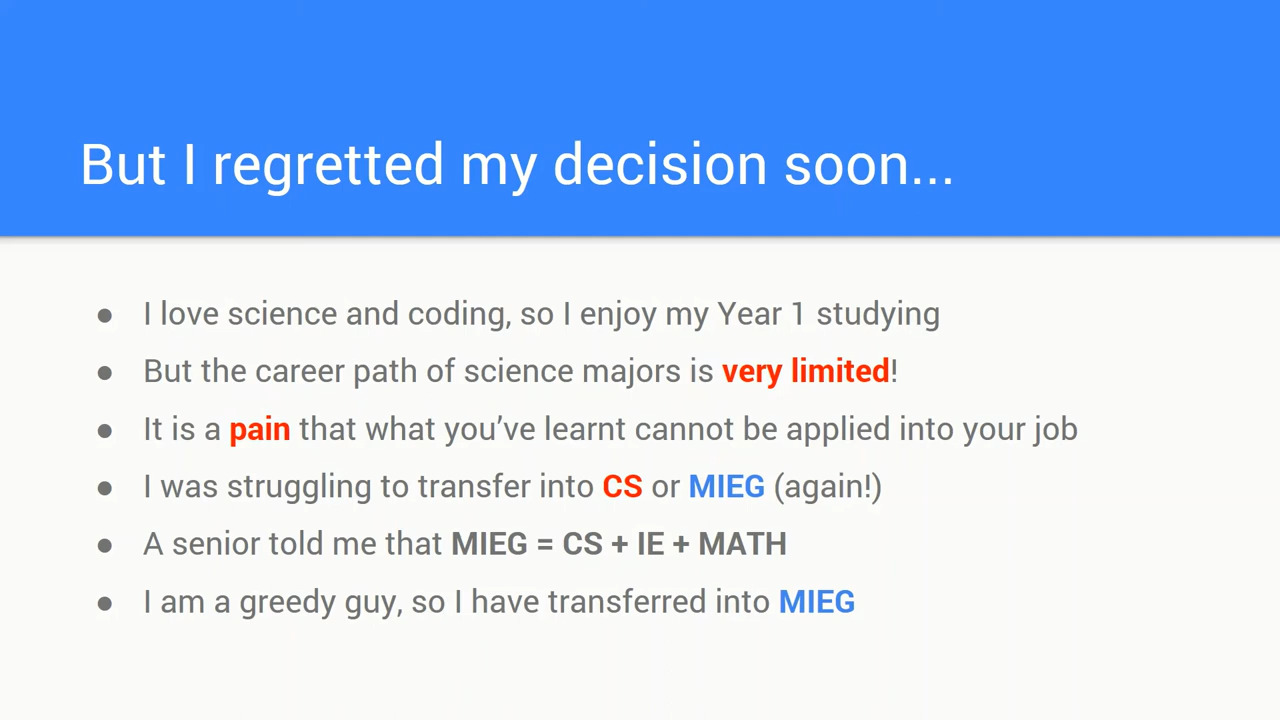 But I regretted my decision soon...
● I love science and coding, so I enjoy my Year 1 studying
● But the career path of science majors is very limited!
● It is a pain that what you’ve learnt cannot be applied into your job
● I was struggling to transfer into CS or MIEG (again!)
● A senior told me that MIEG = CS + IE + MATH
● I am a greedy guy, so I have transferred into MIEG